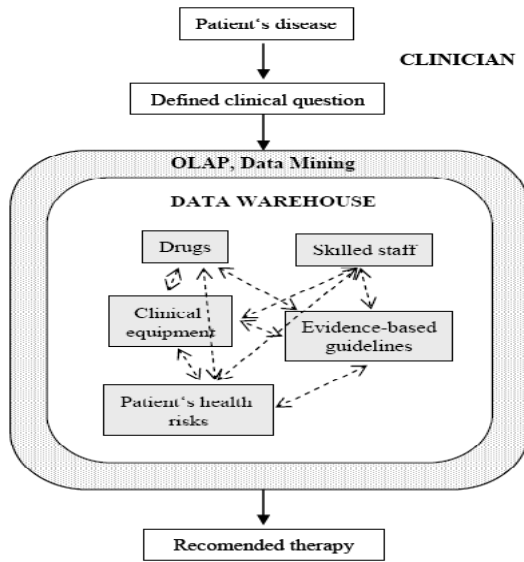 Patient's disease
CLINICIAN
Defined clinical question
OLAP, Data Mining
DATA WAREHOUSE
Drugs
Skilled staff
Clinical
equipment
Evidence-based
guidelines
Patient's health
risks
Recomended therapy